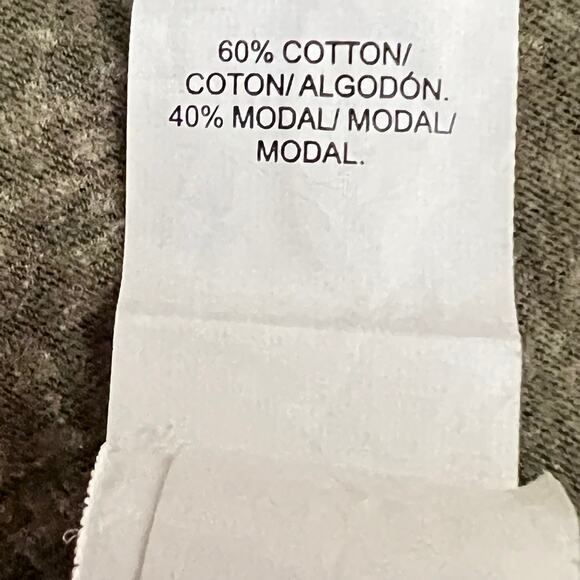 60% COTTON/
COTON/ ALGODÓN.
40% MODAL/ MODAL/
MODAL.